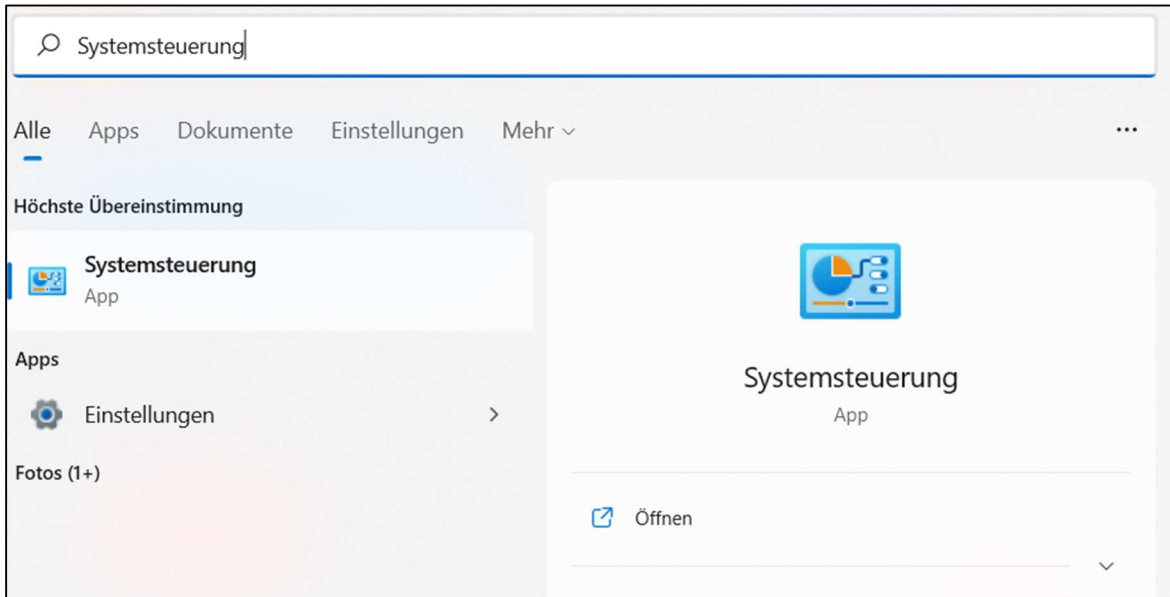 Systemsteuerung
Alle Apps Dokumente Einstellungen Mehr
Höchste Übereinstimmung
Systemsteuerung
App
Apps
Einstellungen
Fotos (1+)
Systemsteuerung
App
Öffnen